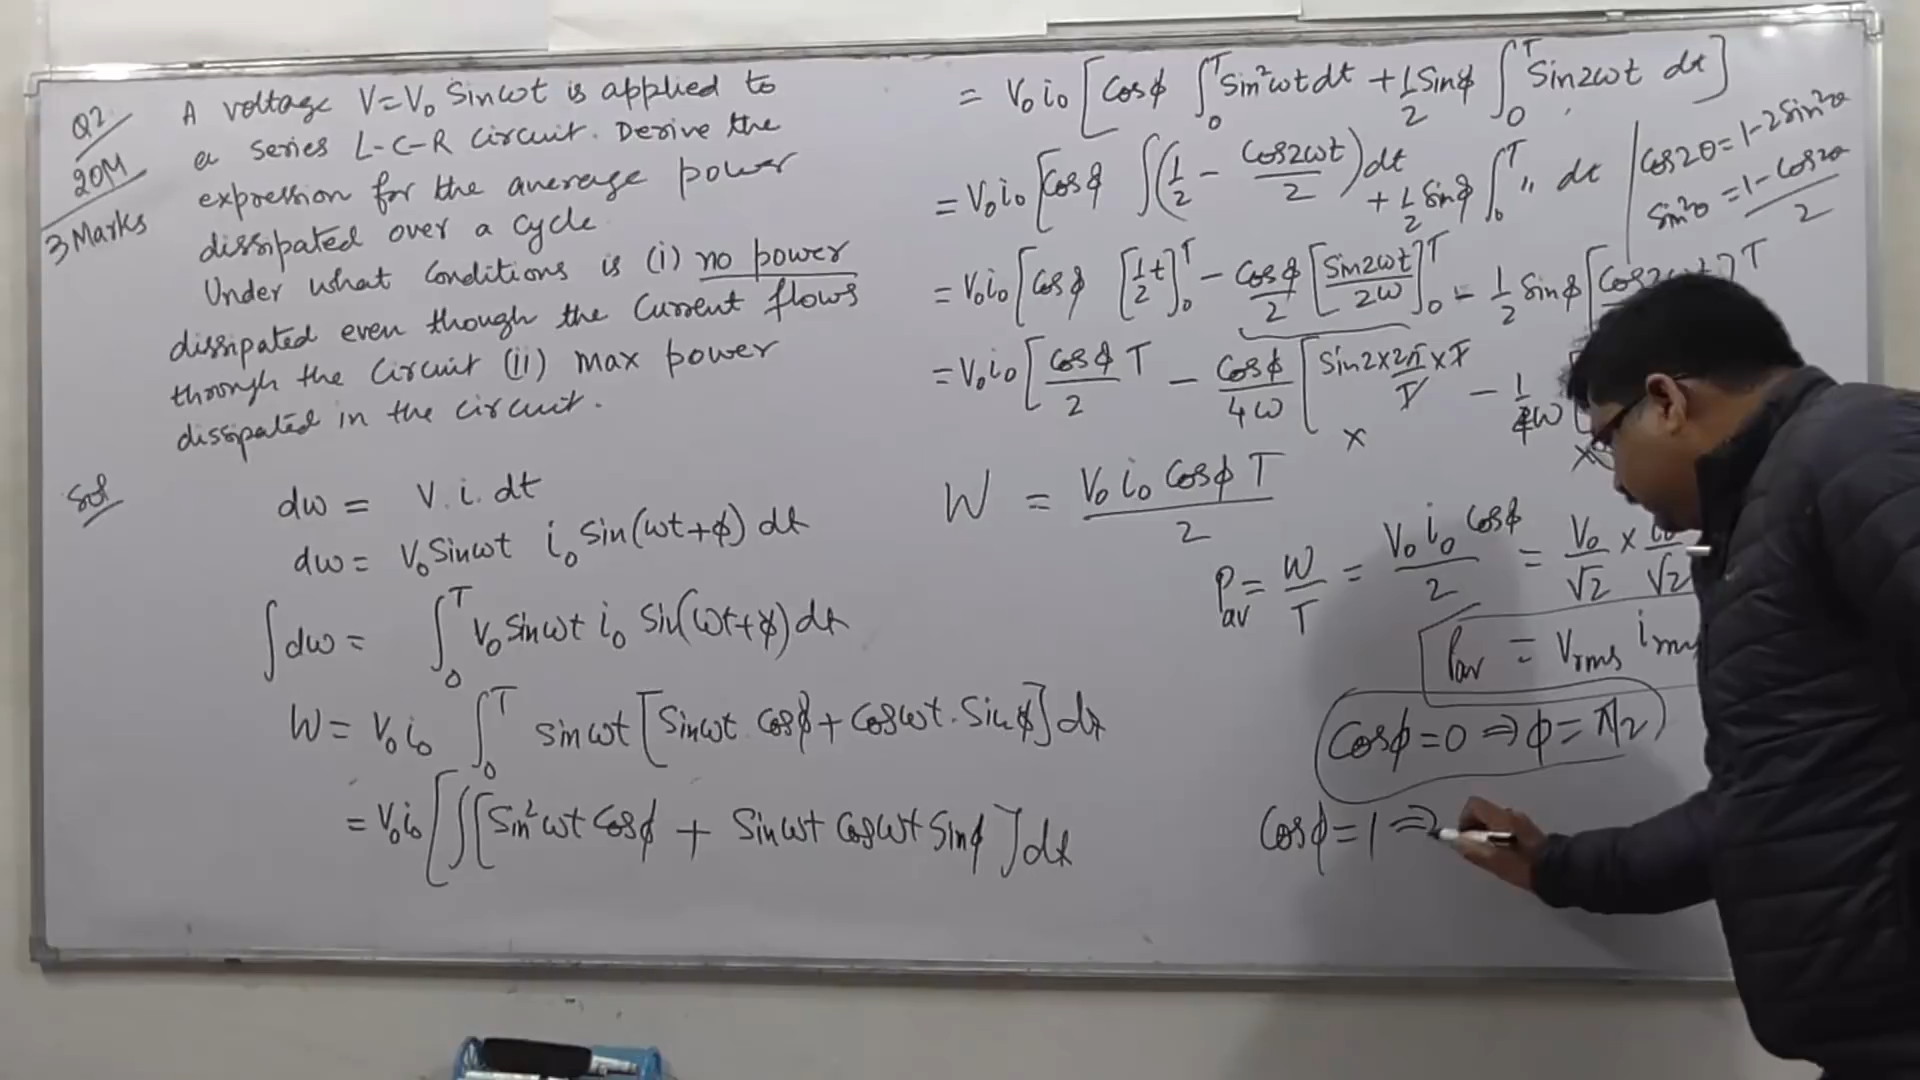 Q2.
20M
3 Marks
A voltage V=V₀ Sinωt is applied to
a series L-C-R circuit. Derive the
expression for the average power
dissipated over a cycle
Under what conditions is (i) no power
dissipated even though the current flows
through the circuit (ii) max power
dissipated in the circuit.
Sol
dw = V.i.dt
dw = V₀Sinωt i₀ sin(ωt+φ) dt
∫dw = ∫₀ᵀ V₀ Sinωt i₀ sin(ωt+φ) dt
W = V₀i₀ ∫₀ᵀ sinωt [Sinωt cosφ + cosωt . Sinφ] dt
= V₀i₀ [∫[Sin²ωt cosφ + Sinωt cosωt Sinφ] dt
= V₀i₀ [Cosφ ∫₀ᵀ Sin²ωt dt + 1/2 Sinφ ∫₀ᵀ Sin2ωt dt]
= V₀i₀ [Cosφ ∫(1/2 - Cos2ωt/2) dt + 1/2 Sinφ ∫₀ᵀ " dt
Cos2θ = 1-2Sin²θ
Sin²θ = 1-Cos2θ/2
= V₀i₀ [Cosφ [1/2 t]₀ᵀ - Cosφ/2 [Sin2ωt/2ω]₀ᵀ - 1/2 Sinφ [Cos2ωt]ᵀ
= V₀i₀ [Cosφ/2 T - Cosφ/4ω [Sin2×2π/T×T - 1/4ω [
W = V₀ i₀ Cosφ T/2
Pav = W/T = V₀ i₀ Cosφ/2 = V₀/√2 × i₀/√2
Pav = Vrms irms
Cosφ=0 ⇒ φ = π/2
Cosφ=1 ⇒